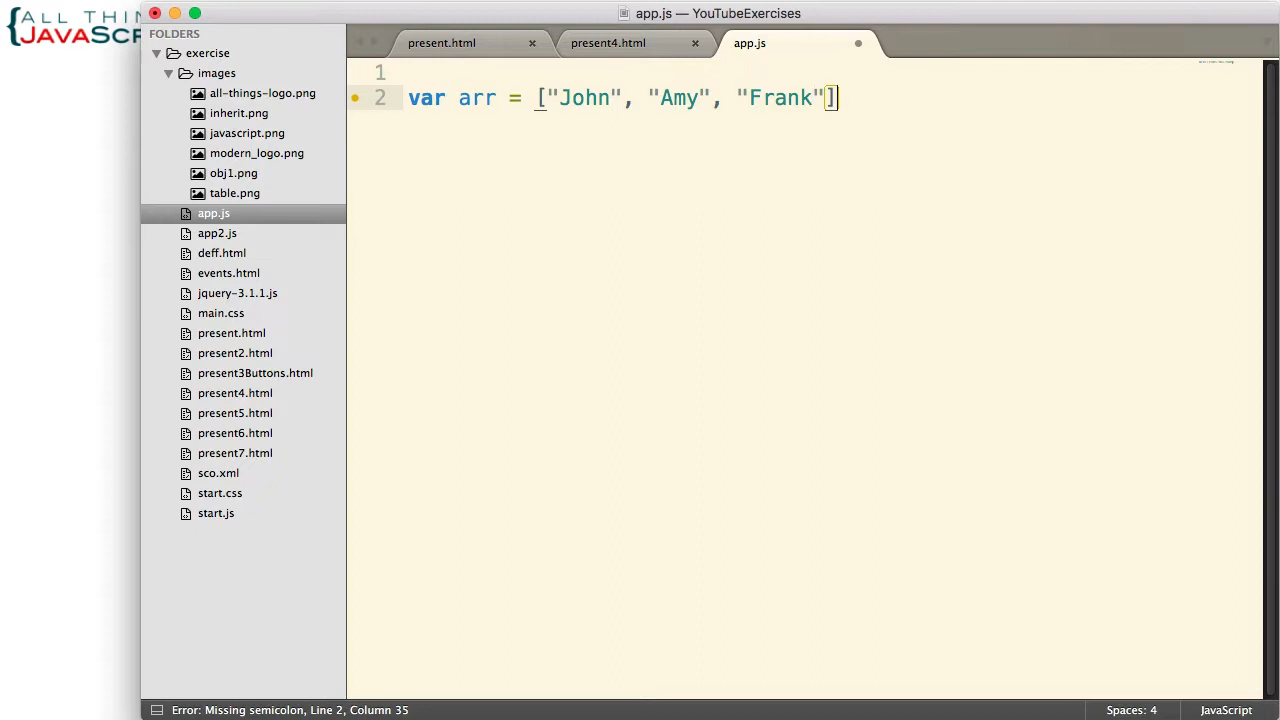 {ALL THIN
JAVASCR
app.js — YouTubeExercises
FOLDERS
exercise
images
all-things-logo.png
inherit.png
javascript.png
modern_logo.png
obj1.png
table.png
app.js
app2.js
deff.html
events.html
jquery-3.1.1.js
main.css
present.html
present2.html
present3Buttons.html
present4.html
present5.html
present6.html
present7.html
sco.xml
start.css
start.js
present.html × present4.html × app.js
1
2 var arr = ["John", "Amy", "Frank"]
Error: Missing semicolon, Line 2, Column 35
Spaces: 4
JavaScript